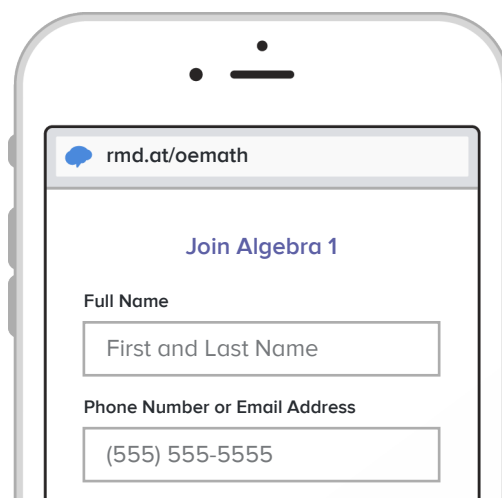 rmd.at/oemath
Join Algebra 1
Full Name
First and Last Name
Phone Number or Email Address
(555) 555-5555